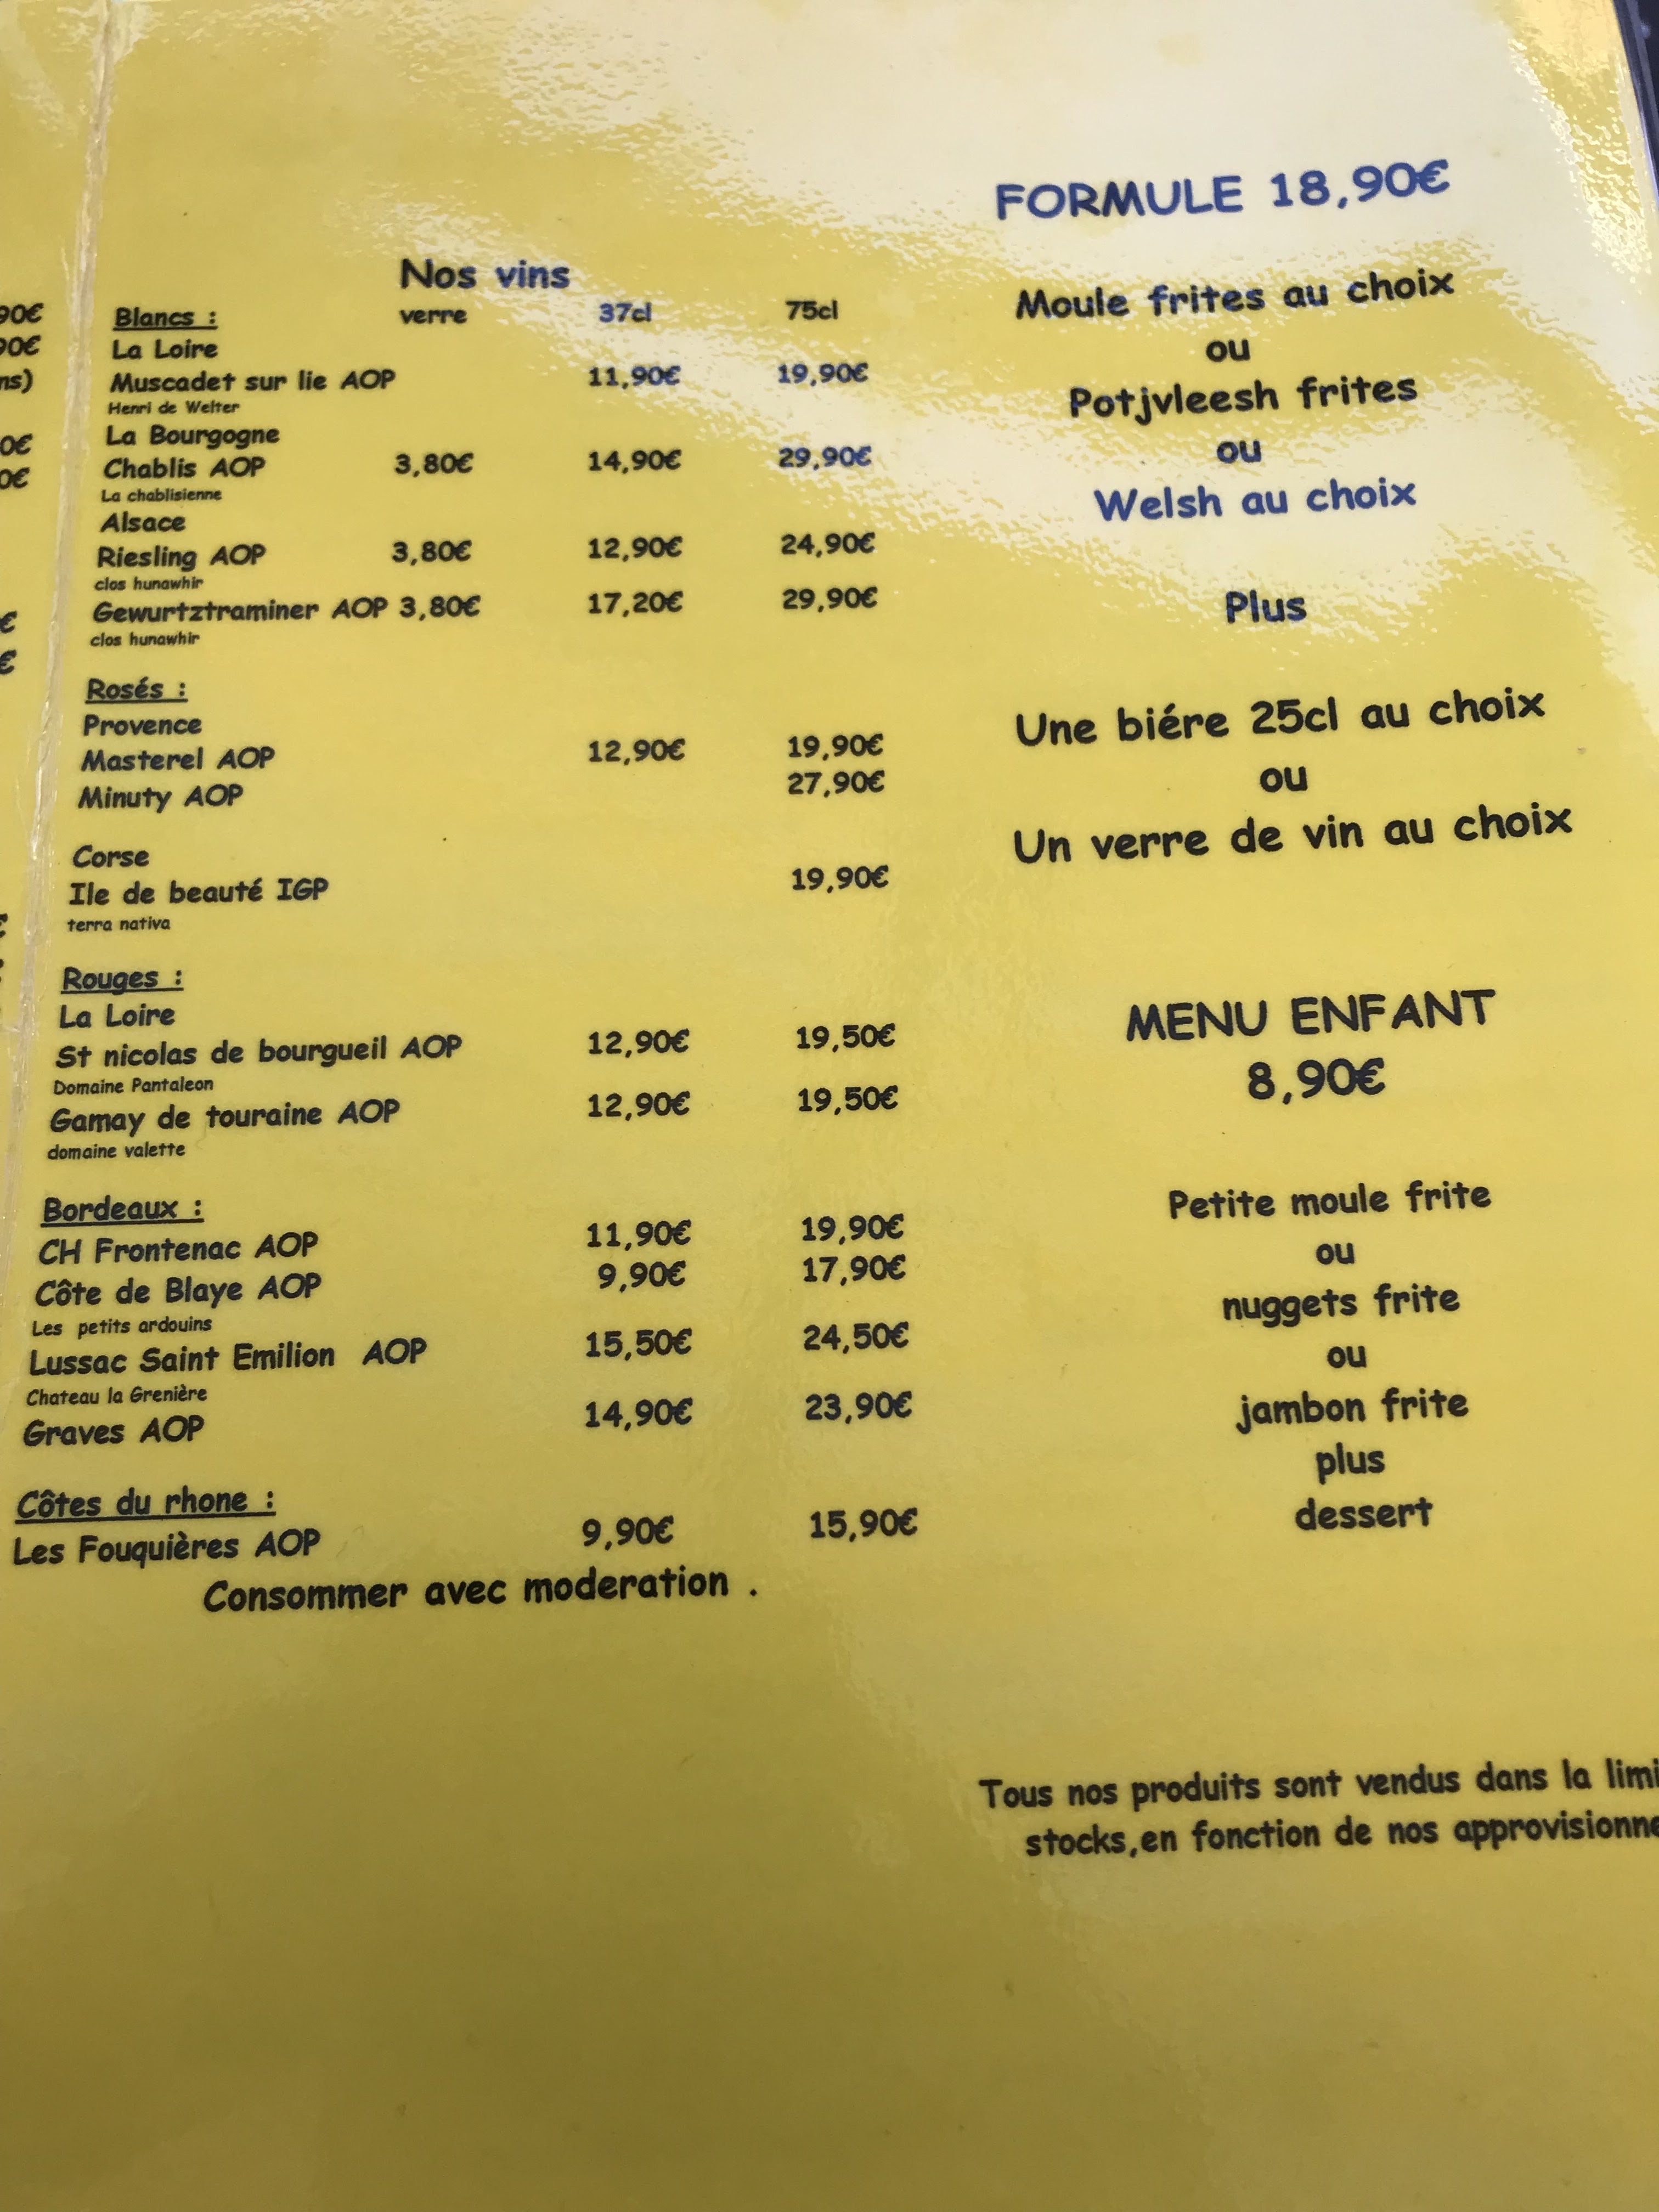 90€
90€
ns)
0€
0€
€
€
Nos vins
Blancs : verre 37cl 75cl
La Loire
Muscadet sur lie AOP 11,90€ 19,90€
Henri de Welter
La Bourgogne
Chablis AOP 3,80€ 14,90€ 29,90€
La chablisienne
Alsace
Riesling AOP 3,80€ 12,90€ 24,90€
clos hunawhir
Gewurtztraminer AOP 3,80€ 17,20€ 29,90€
clos hunawhir
Rosés :
Provence
Masterel AOP 12,90€ 19,90€
Minuty AOP 27,90€
Corse
Ile de beauté IGP 19,90€
terra nativa
Rouges :
La Loire
St nicolas de bourgueil AOP 12,90€ 19,50€
Domaine Pantaleon
Gamay de touraine AOP 12,90€ 19,50€
domaine valette
Bordeaux :
CH Frontenac AOP 11,90€ 19,90€
Côte de Blaye AOP 9,90€ 17,90€
Les petits ardouins
Lussac Saint Emilion AOP 15,50€ 24,50€
Chateau la Grenière
Graves AOP 14,90€ 23,90€
Côtes du rhone :
Les Fouquières AOP 9,90€ 15,90€
Consommer avec moderation .
FORMULE 18,90€
Moule frites au choix
ou
Potjvleesh frites
ou
Welsh au choix
Plus
Une biére 25cl au choix
ou
Un verre de vin au choix
MENU ENFANT
8,90€
Petite moule frite
ou
nuggets frite
ou
jambon frite
plus
dessert
Tous nos produits sont vendus dans la limi
stocks,en fonction de nos approvisionne